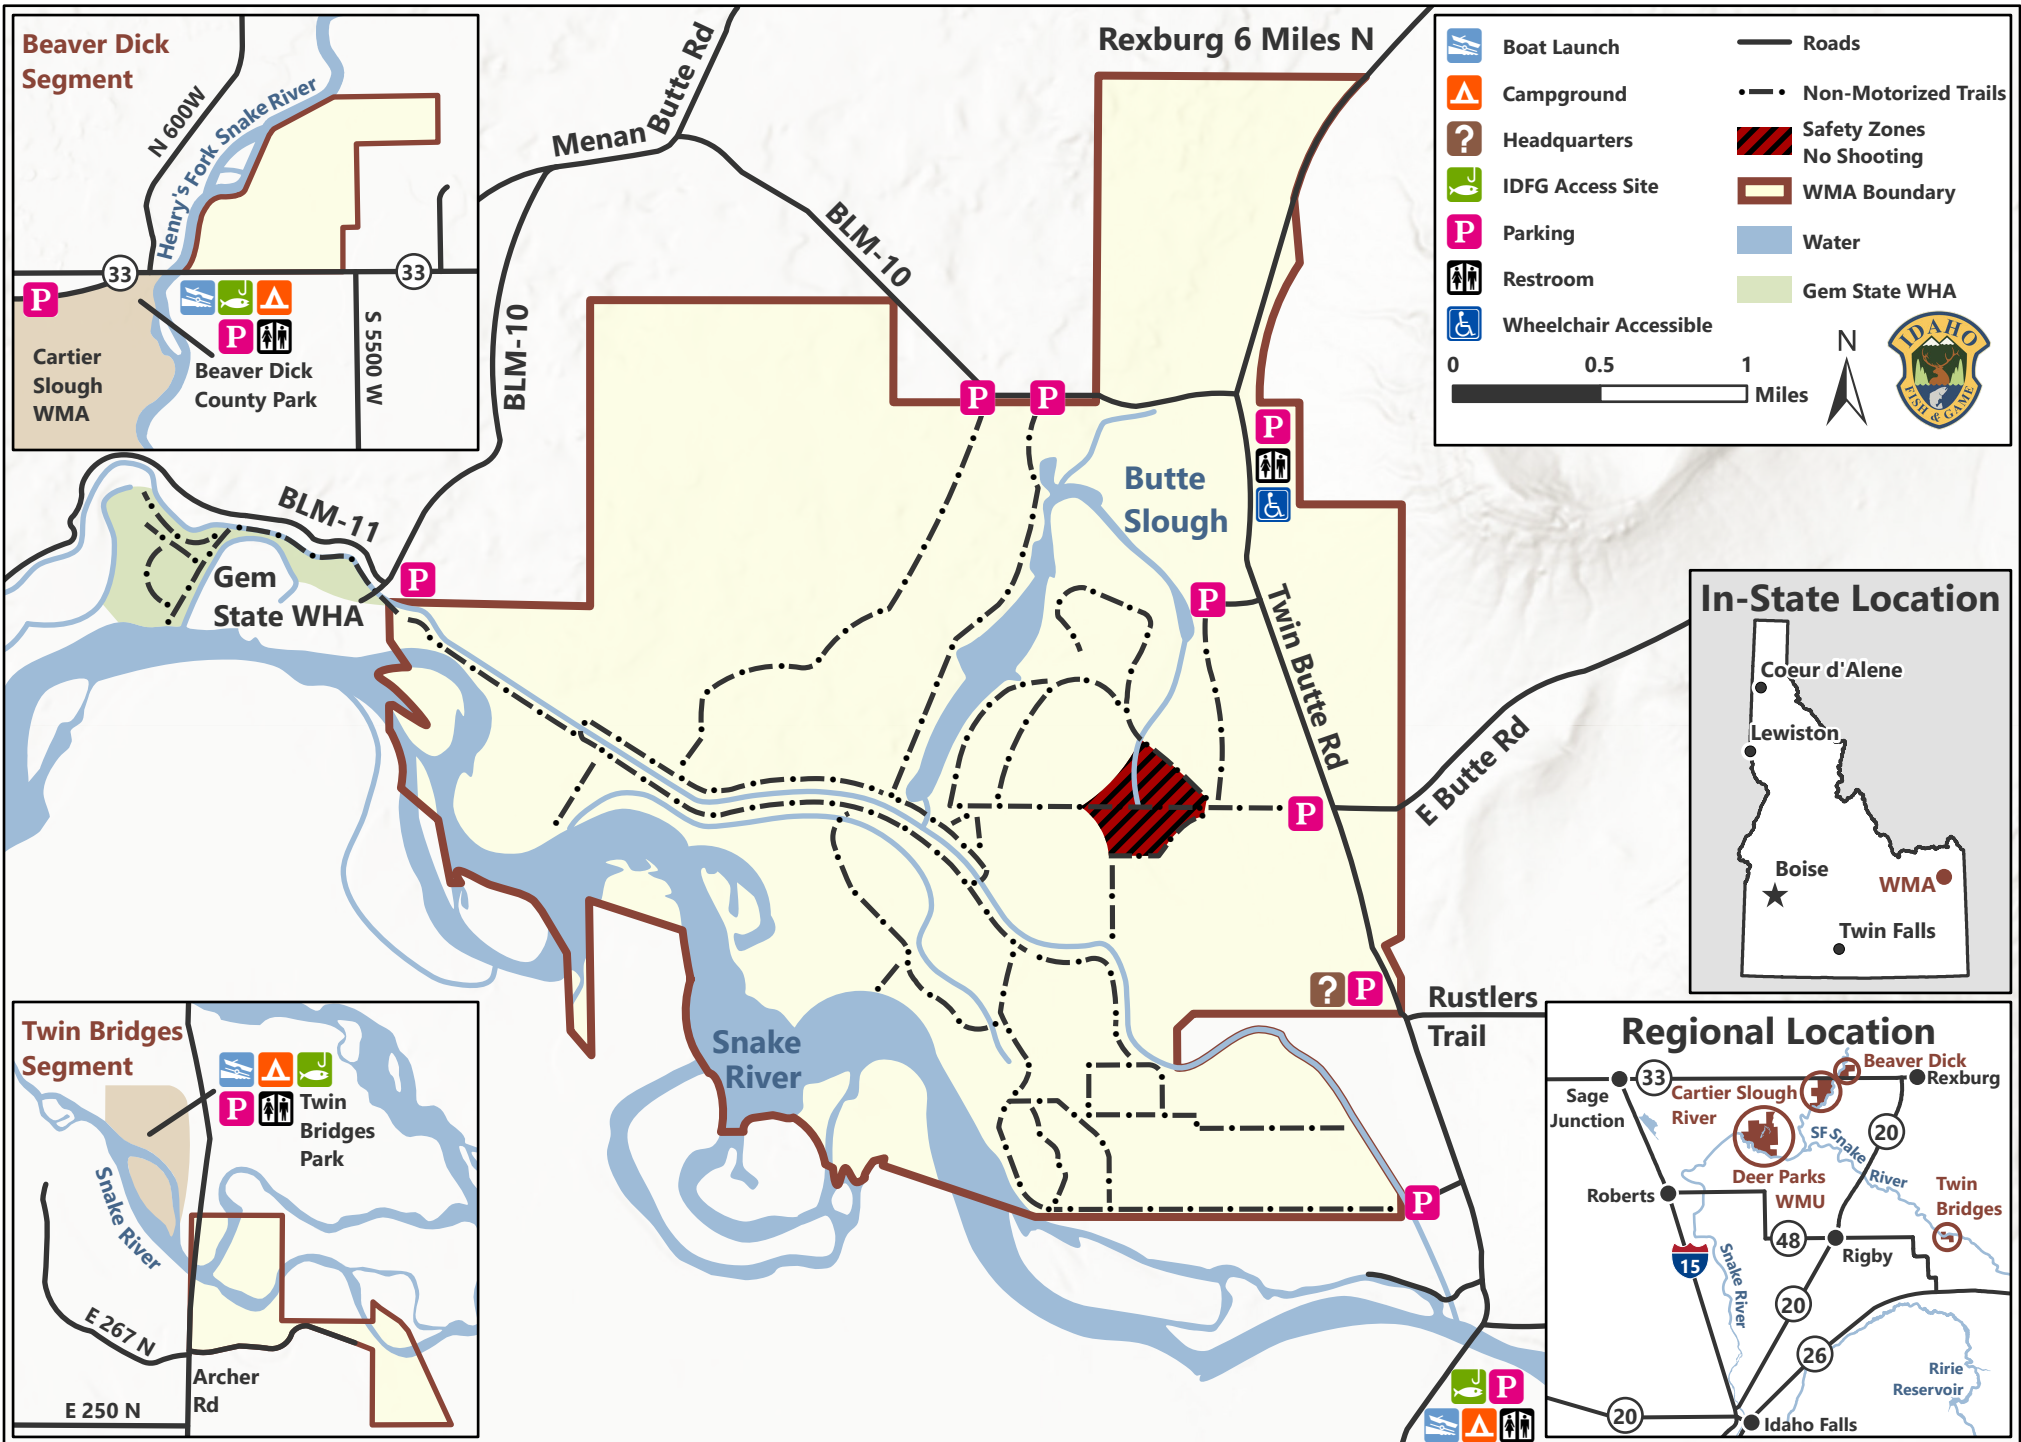 Beaver Dick
Segment
N 600W
Henry's Fork Snake River
33
33
P
P
Cartier
Slough
WMA
Beaver Dick
County Park
S 5500 W
Rexburg 6 Miles N
Menan Butte Rd
BLM-10
BLM-10
BLM-11
Gem
State WHA
P
P
P
P
P
P
P
P
?
Butte
Slough
Twin Butte Rd
E Butte Rd
Rustlers
Trail
Snake
River
P
Boat Launch
Campground
? Headquarters
IDFG Access Site
P Parking
Restroom
Wheelchair Accessible
Roads
Non-Motorized Trails
Safety Zones
No Shooting
WMA Boundary
Water
Gem State WHA
0 0.5 1
Miles
N
IDAHO
FISH & GAME
In-State Location
Coeur d'Alene
Lewiston
Boise
WMA
Twin Falls
Twin Bridges
Segment
P
Twin
Bridges
Park
Snake River
E 267 N
Archer
Rd
E 250 N
Regional Location
Beaver Dick
33
Rexburg
Sage
Junction
Cartier Slough
River
20
SF Snake River
Deer Parks
WMU
Roberts
Twin
Bridges
48
Rigby
15
Snake River
20
26
Ririe
Reservoir
20
Idaho Falls